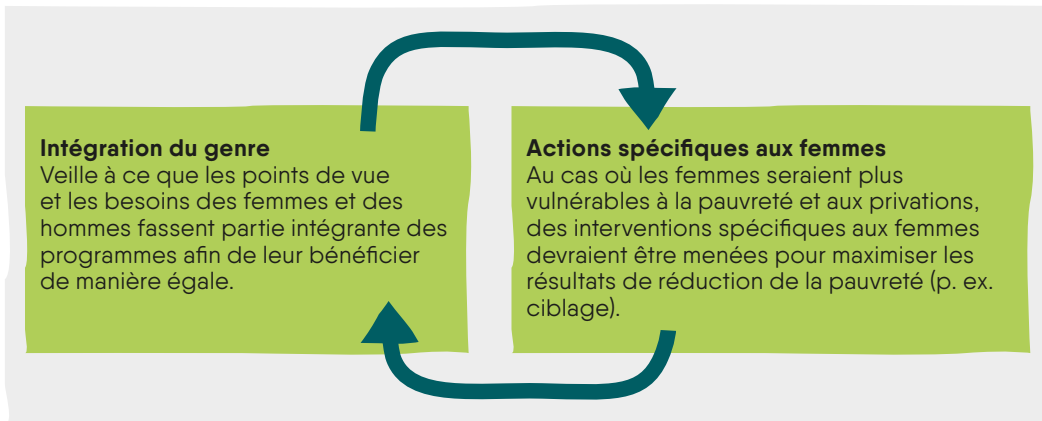 Intégration du genre
Veille à ce que les points de vue
et les besoins des femmes et des
hommes fassent partie intégrante des
programmes afin de leur bénéficier
de manière égale.
Actions spécifiques aux femmes
Au cas où les femmes seraient plus
vulnérables à la pauvreté et aux privations,
des interventions spécifiques aux femmes
devraient être menées pour maximiser les
résultats de réduction de la pauvreté (p. ex.
ciblage).